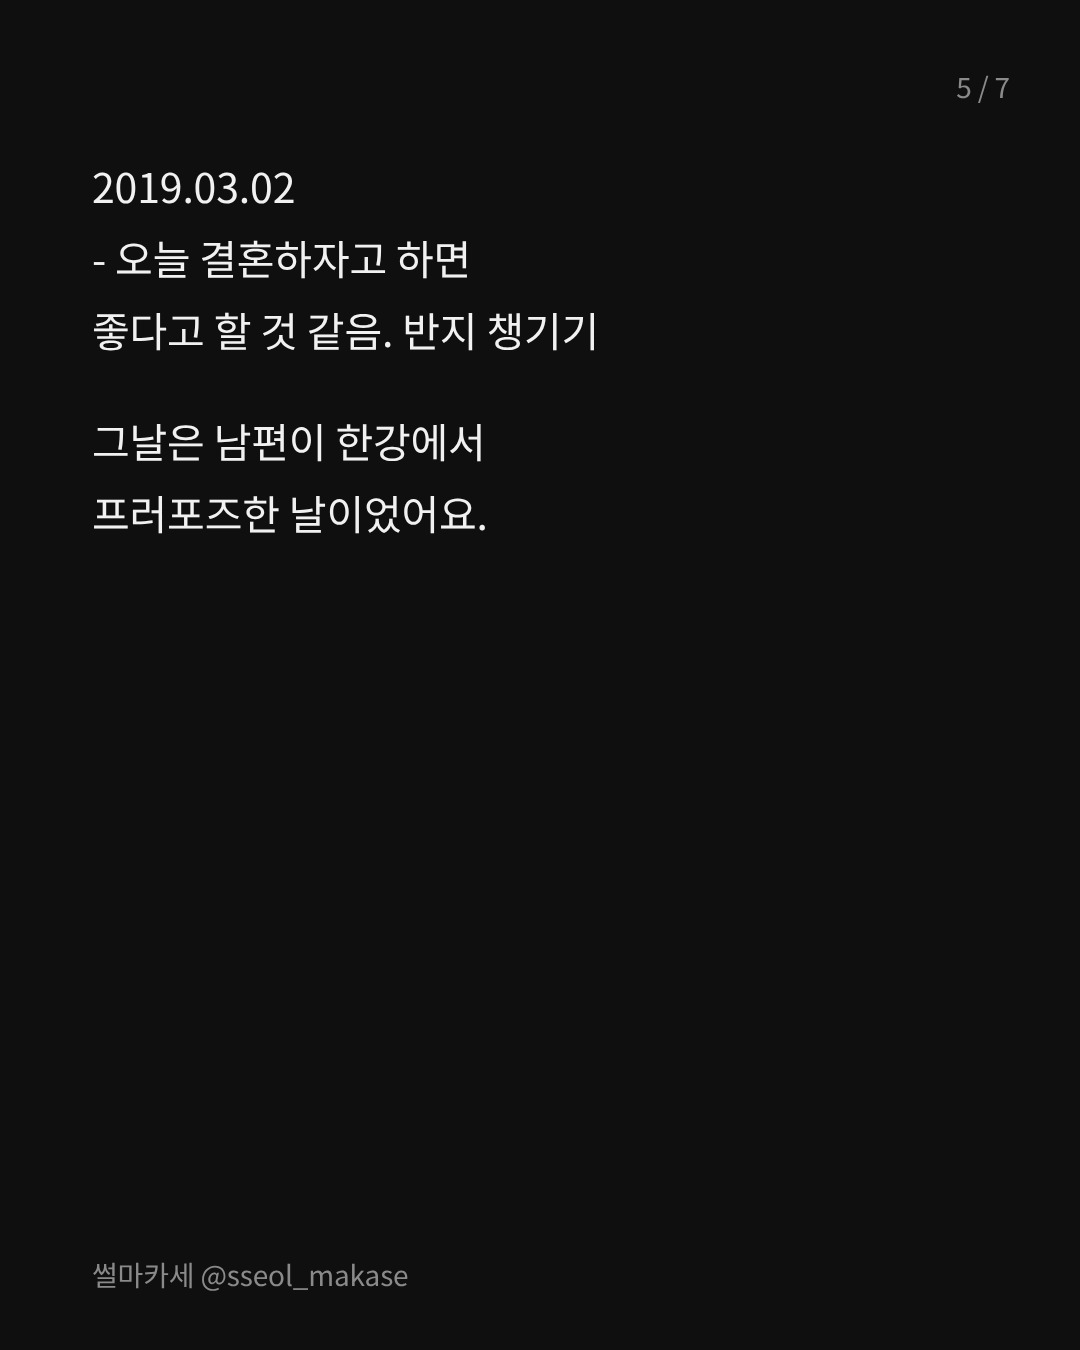 5 / 7
2019.03.02
- 오늘 결혼하자고 하면
좋다고 할 것 같음. 반지 챙기기
그날은 남편이 한강에서
프러포즈한 날이었어요.
썰마카세 @sseol_makase